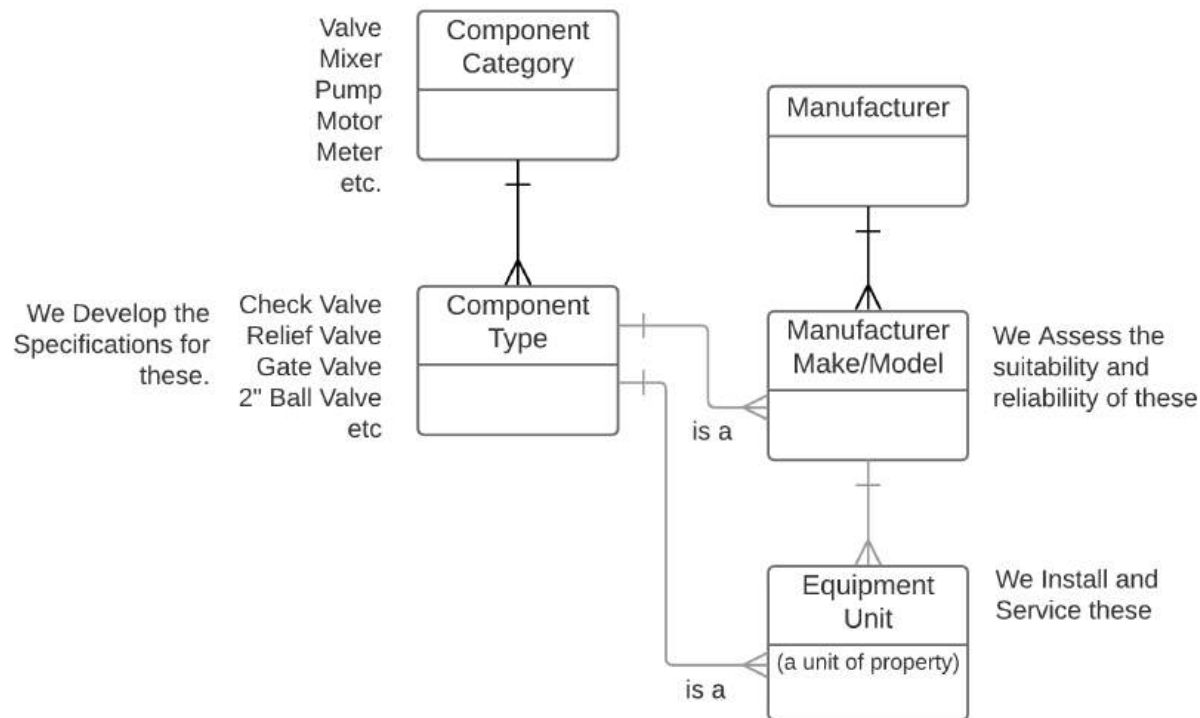 Valve
Mixer
Pump
Motor
Meter
etc.
Component
Category
Manufacturer
We Develop the
Specifications for
these.
Check Valve
Relief Valve
Gate Valve
2" Ball Valve
etc
Component
Type
is a
Manufacturer
Make/Model
We Assess the
suitability and
reliabiliity of these
is a
Equipment
Unit
(a unit of property)
We Install and
Service these